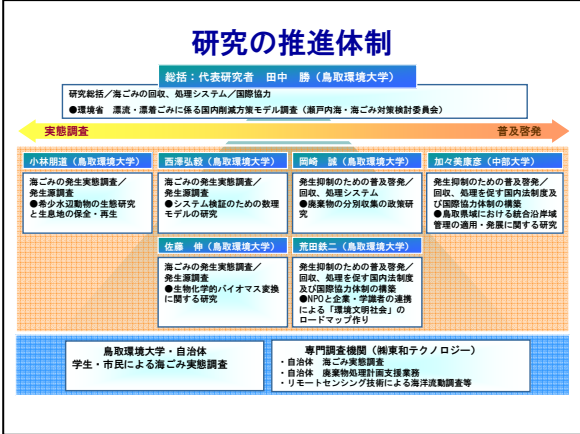 研究の推進体制
総括：代表研究者　田中　勝（鳥取環境大学）
研究総括／海ごみの回収、処理システム／国際協力
●環境省　漂流・漂着ごみに係る国内削減方策モデル調査（瀬戸内海・海ごみ対策検討委員会）
実態調査
普及啓発
小林朋道（鳥取環境大学）
海ごみの発生実態調査／
発生源調査
●希少水辺動物の生態研究
と生息地の保全・再生
西澤弘毅（鳥取環境大学）
海ごみの発生実態調査／
発生源調査
●システム検証のための数理
モデルの研究
岡崎　誠（鳥取環境大学）
発生抑制のための普及啓発／
回収、処理システム
●廃棄物の分別収集の政策研
究
加々美康彦（中部大学）
発生抑制のための普及啓発／
回収、処理を促す国内法制度及
び国際協力体制の構築
●鳥取県域における統合沿岸域
管理の適用・発展に関する研究
佐藤　伸（鳥取環境大学）
海ごみの発生実態調査／
発生源調査
●生物化学的バイオマス変換
に関する研究
荒田鉄二（鳥取環境大学）
発生抑制のための普及啓発／
回収、処理を促す国内法制度
及び国際協力体制の構築
●NPOと企業・学識者の連携
による「環境文明社会」の
ロードマップ作り
鳥取環境大学・自治体
学生・市民による海ごみ実態調査
専門調査機関（㈱東和テクノロジー）
・自治体　海ごみ実態調査
・自治体　廃棄物処理計画支援業務
・リモートセンシング技術による海洋流動調査等